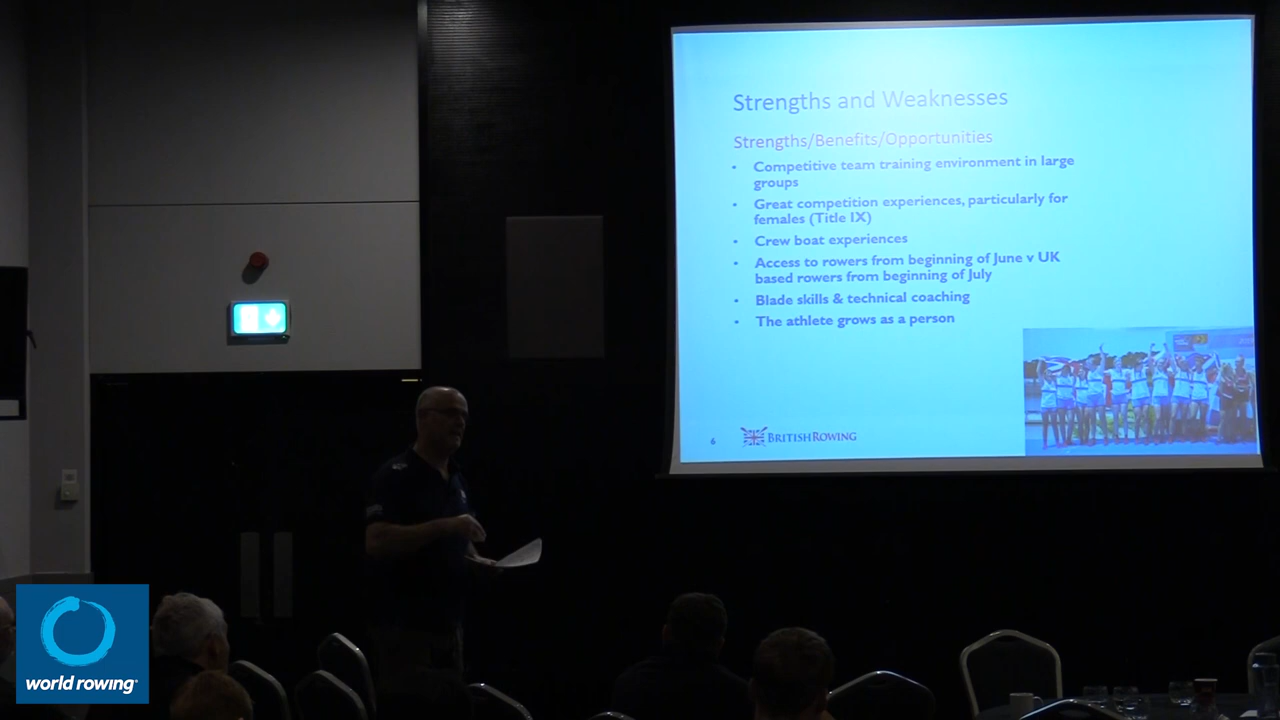 Strengths and Weaknesses
Strengths/Benefits/Opportunities
• Competitive team training environment in large
groups
• Great competition experiences, particularly for
females (Title IX)
• Crew boat experiences
• Access to rowers from beginning of June v UK
based rowers from beginning of July
• Blade skills & technical coaching
• The athlete grows as a person
6
BRITISHROWING
world rowing